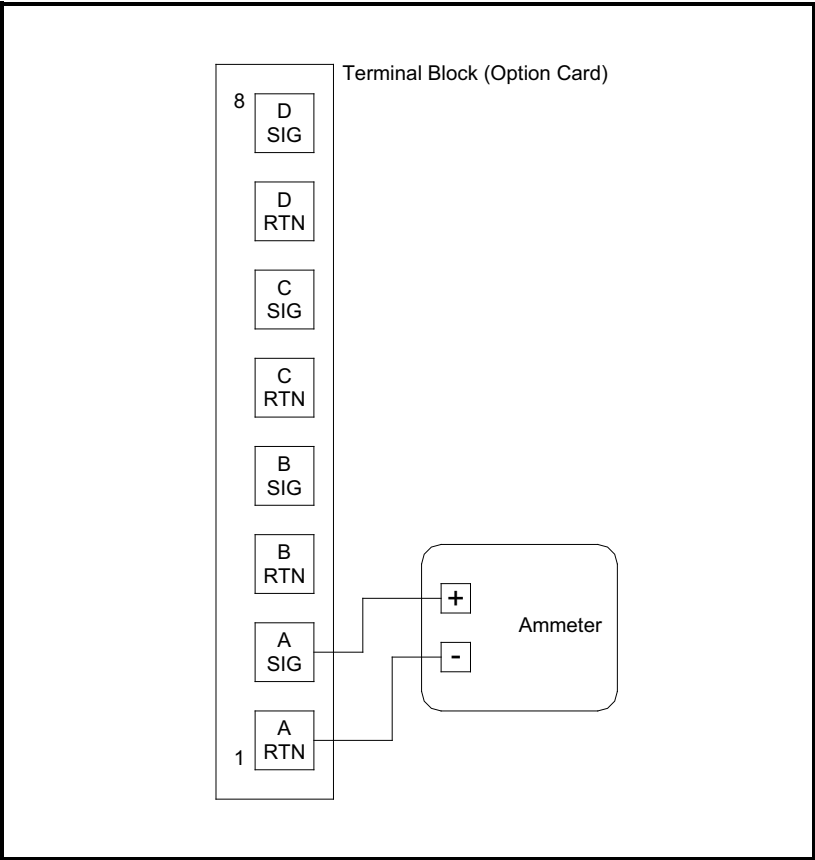 Terminal Block (Option Card)
8
D
SIG
D
RTN
C
SIG
C
RTN
B
SIG
B
RTN
A
SIG
A
RTN
1
+
Ammeter
-